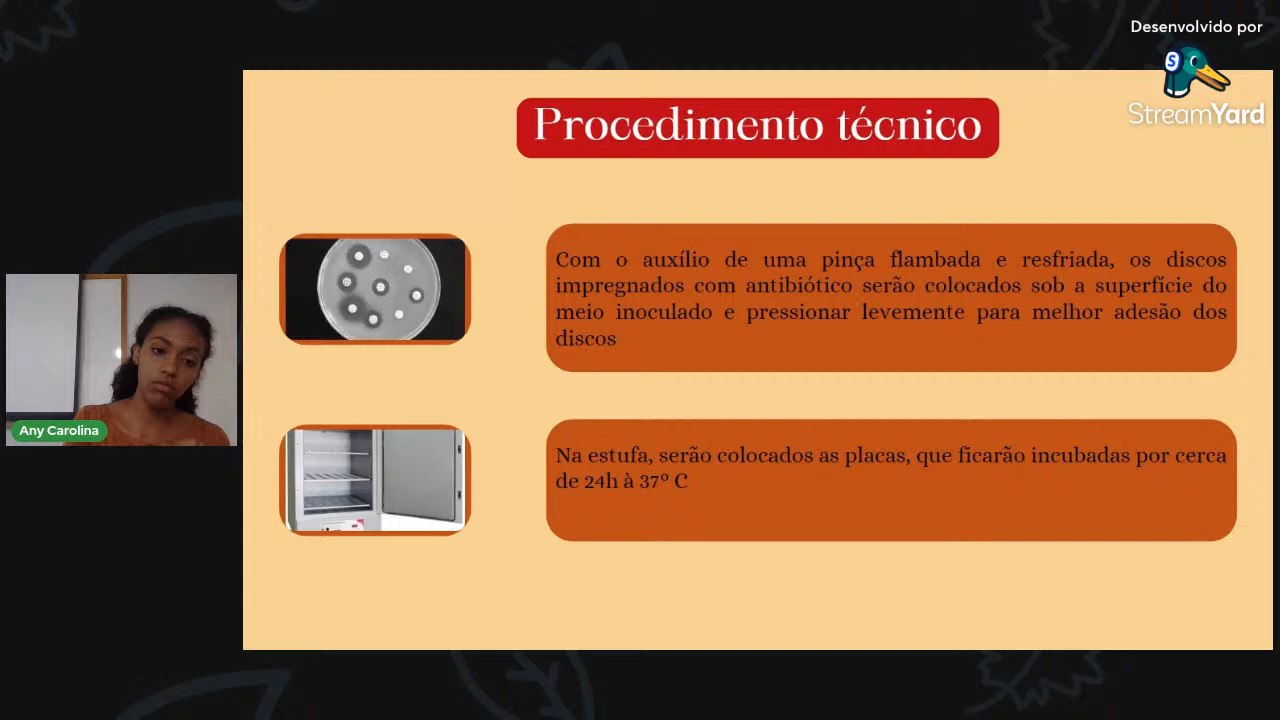 Desenvolvido por
StreamYard
Procedimento técnico
Com o auxílio de uma pinça flambada e resfriada, os discos
impregnados com antibiótico serão colocados sob a superfície do
meio inoculado e pressionar levemente para melhor adesão dos
discos
Any Carolina
Na estufa, serão colocados as placas, que ficarão incubadas por cerca
de 24h à 37º C